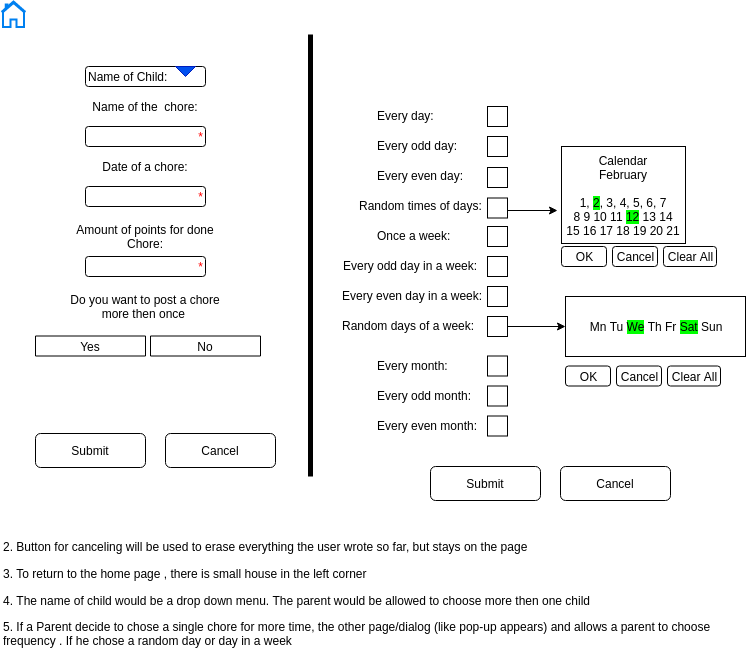 Name of Child:
Name of the chore:
*
Date of a chore:
*
Amount of points for done
Chore:
*
Do you want to post a chore
more then once
Yes
No
Submit
Cancel
Every day:
Every odd day:
Every even day:
Random times of days:
Once a week:
Every odd day in a week:
Every even day in a week:
Random days of a week:
Every month:
Every odd month:
Every even month:
Calendar
February
1, 2, 3, 4, 5, 6, 7
8 9 10 11 12 13 14
15 16 17 18 19 20 21
OK
Cancel
Clear All
Mn Tu We Th Fr Sat Sun
OK
Cancel
Clear All
Submit
Cancel
2. Button for canceling will be used to erase everything the user wrote so far, but stays on the page
3. To return to the home page , there is small house in the left corner
4. The name of child would be a drop down menu. The parent would be allowed to choose more then one child
5. If a Parent decide to chose a single chore for more time, the other page/dialog (like pop-up appears) and allows a parent to choose
frequency . If he chose a random day or day in a week